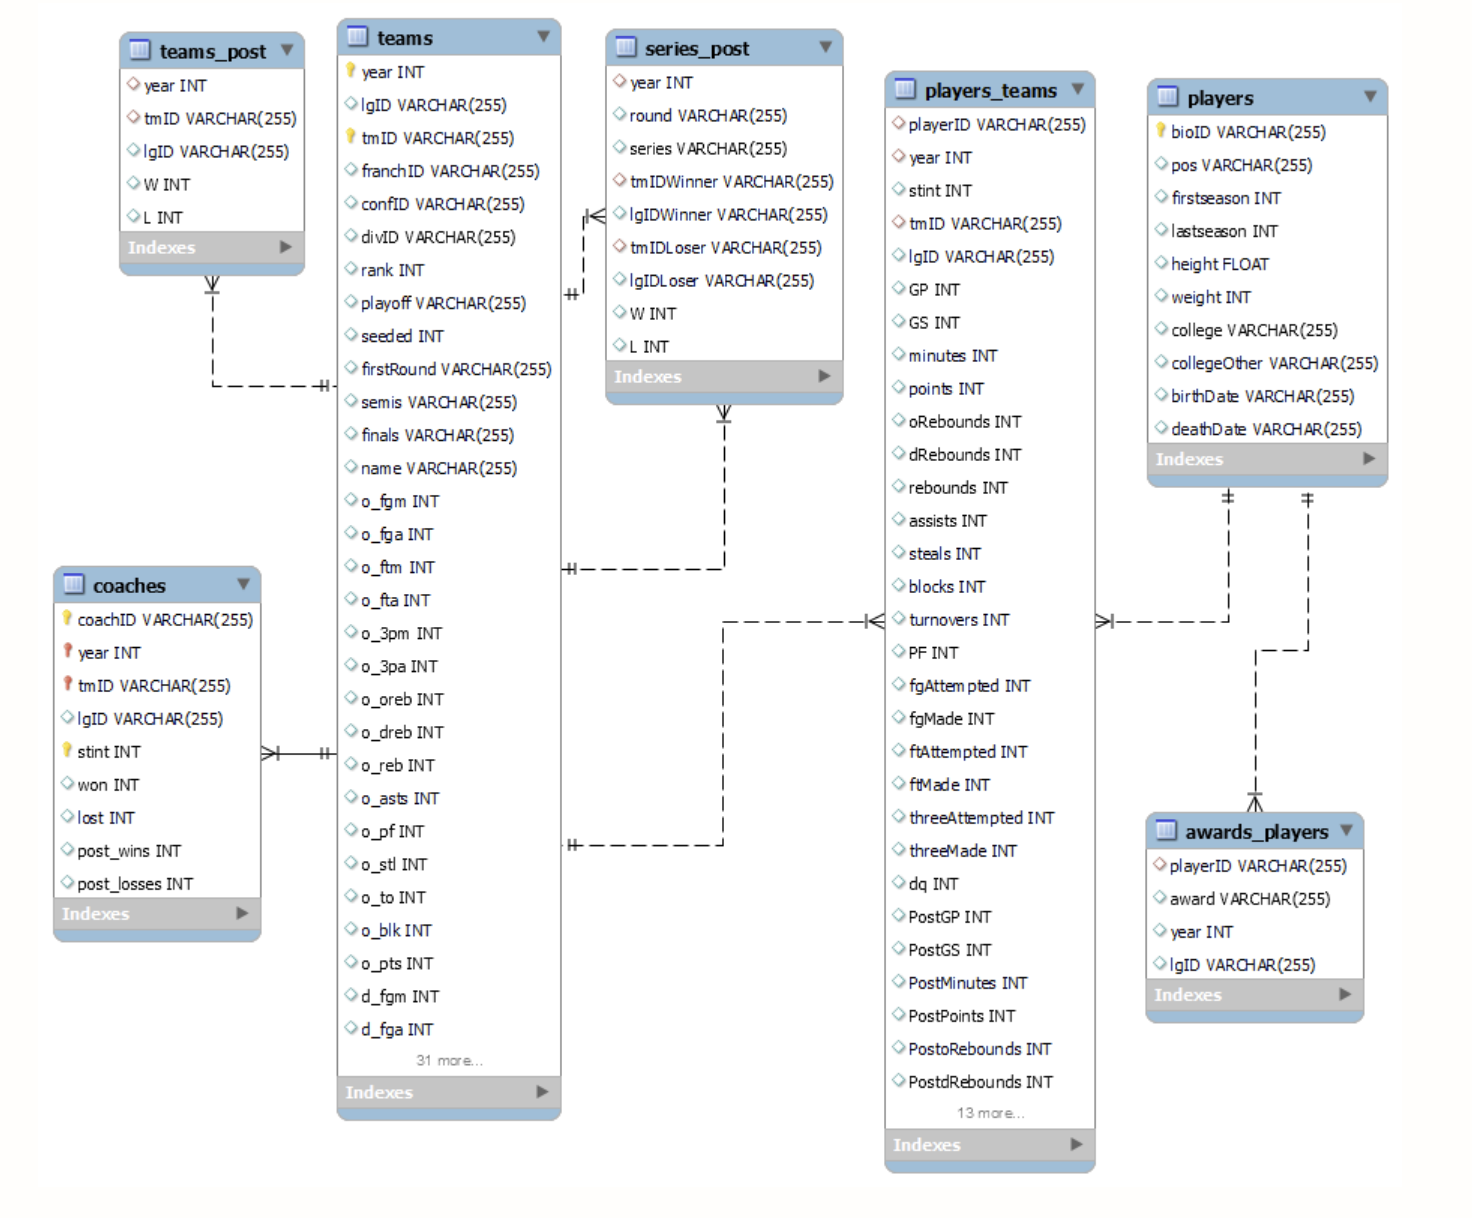 teams_post
year INT
tmID VARCHAR(255)
lgID VARCHAR(255)
W INT
L INT
Indexes
teams
year INT
lgID VARCHAR(255)
tmID VARCHAR(255)
franchID VARCHAR(255)
confID VARCHAR(255)
divID VARCHAR(255)
rank INT
playoff VARCHAR(255)
seeded INT
firstRound VARCHAR(255)
semis VARCHAR(255)
finals VARCHAR(255)
name VARCHAR(255)
o_fgm INT
o_fga INT
o_ftm INT
o_fta INT
o_3pm INT
o_3pa INT
o_oreb INT
o_dreb INT
o_reb INT
o_asts INT
o_pf INT
o_stl INT
o_to INT
o_blk INT
o_pts INT
d_fgm INT
d_fga INT
31 more...
Indexes
series_post
year INT
round VARCHAR(255)
series VARCHAR(255)
tmIDWinner VARCHAR(255)
lgIDWinner VARCHAR(255)
tmIDLoser VARCHAR(255)
lgIDLoser VARCHAR(255)
W INT
L INT
Indexes
players_teams
playerID VARCHAR(255)
year INT
stint INT
tmID VARCHAR(255)
lgID VARCHAR(255)
GP INT
GS INT
minutes INT
points INT
oRebounds INT
dRebounds INT
rebounds INT
assists INT
steals INT
blocks INT
turnovers INT
PF INT
fgAttempted INT
fgMade INT
ftAttempted INT
ftMade INT
threeAttempted INT
threeMade INT
dq INT
PostGP INT
PostGS INT
PostMinutes INT
PostPoints INT
PostoRebounds INT
PostdRebounds INT
13 more...
Indexes
players
bioID VARCHAR(255)
pos VARCHAR(255)
firstseason INT
lastseason INT
height FLOAT
weight INT
college VARCHAR(255)
collegeOther VARCHAR(255)
birthDate VARCHAR(255)
deathDate VARCHAR(255)
Indexes
coaches
coachID VARCHAR(255)
year INT
tmID VARCHAR(255)
lgID VARCHAR(255)
stint INT
won INT
lost INT
post_wins INT
post_losses INT
Indexes
awards_players
playerID VARCHAR(255)
award VARCHAR(255)
year INT
lgID VARCHAR(255)
Indexes